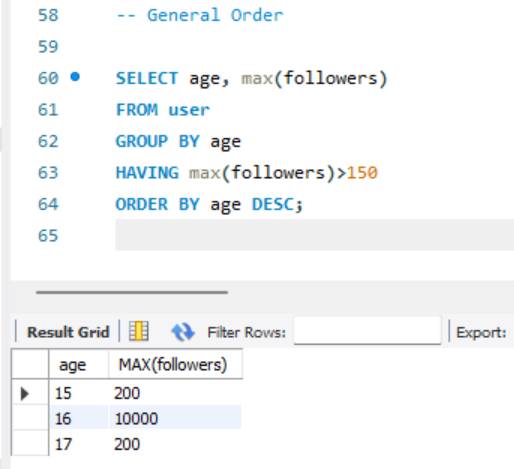 58 -- General Order
59
60 SELECT age, max(followers)
61 FROM user
62 GROUP BY age
63 HAVING max(followers)>150
64 ORDER BY age DESC;
65
Result Grid Filter Rows: Export:
age MAX(followers)
15 200
16 10000
17 200